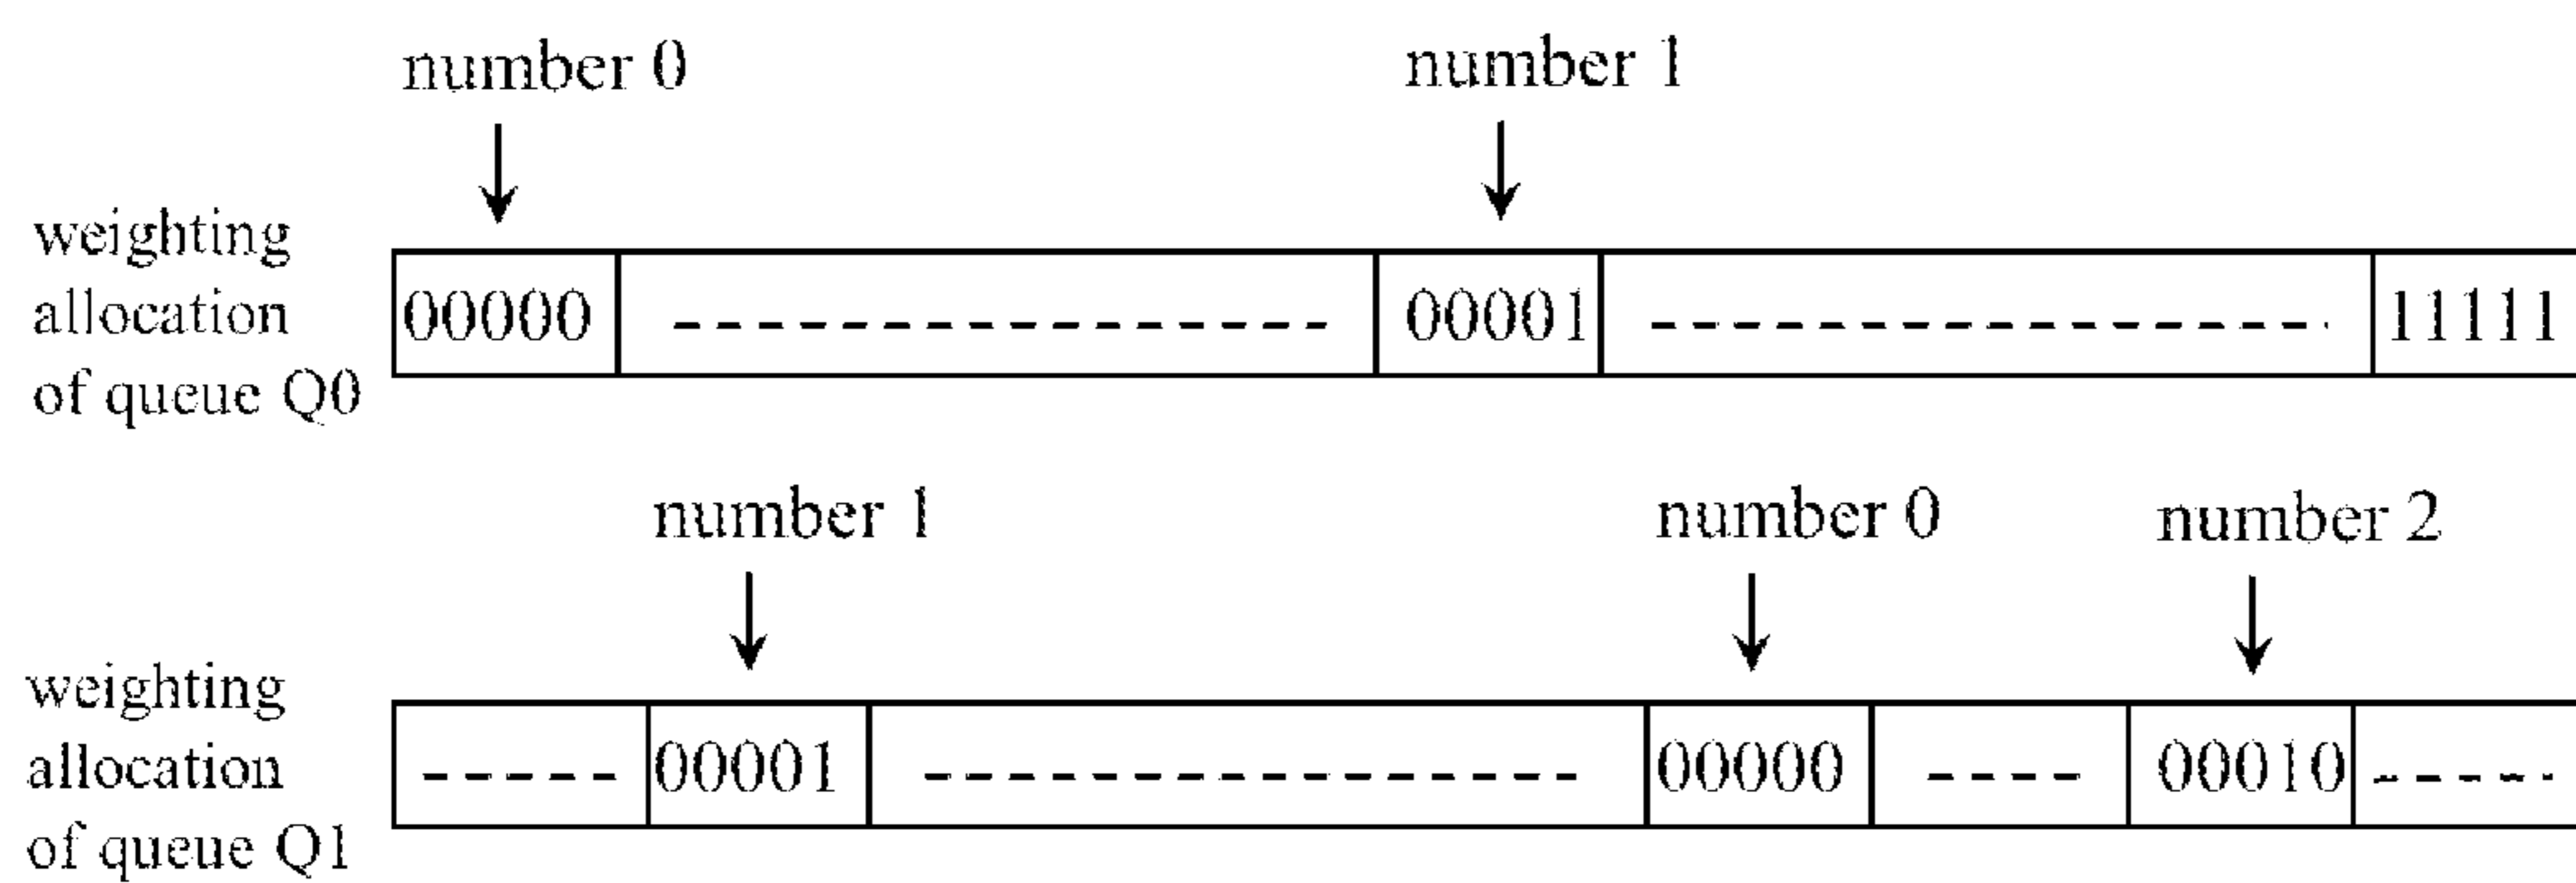 number 0 number 1
weighting
allocation
of queue Q0
00000 00001 11111
number 1 number 0 number 2
weighting
allocation
of queue Q1
00001 00000 00010